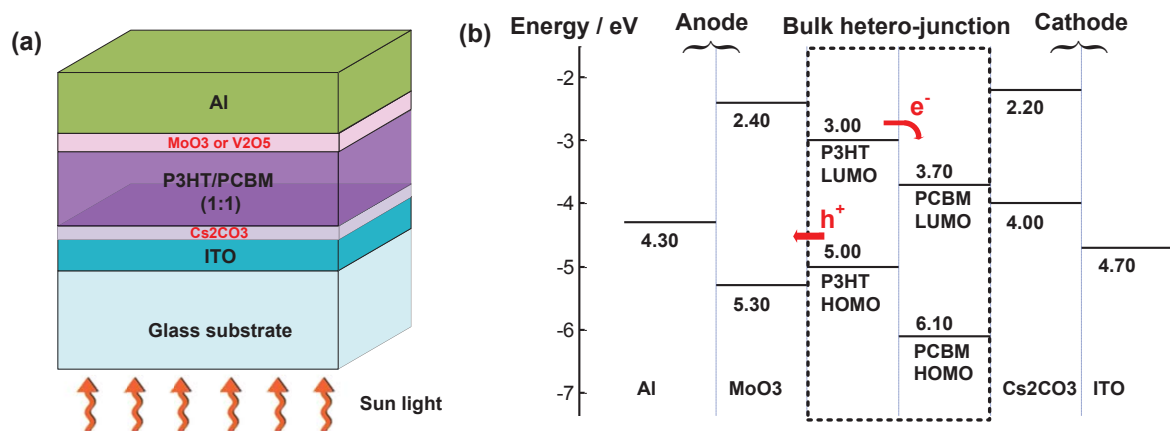 (a)
Al
MoO3 or V2O5
P3HT/PCBM
(1:1)
Cs2CO3
ITO
Glass substrate
Sun light
(b)
Energy / eV
Anode
Bulk hetero-junction
Cathode
-2
-3
-4
-5
-6
-7
2.40
3.00
P3HT
LUMO
e-
2.20
3.70
PCBM
LUMO
4.30
h+
4.00
5.00
P3HT
HOMO
4.70
5.30
6.10
PCBM
HOMO
Al
MoO3
Cs2CO3
ITO